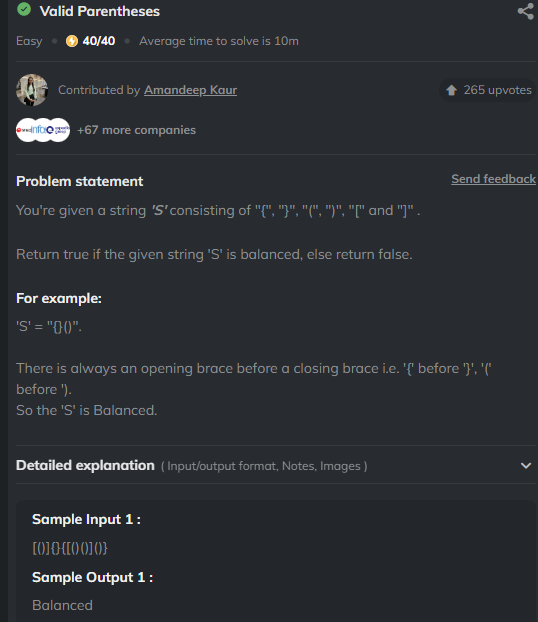 Valid Parentheses
Easy 40/40 Average time to solve is 10m
Contributed by Amandeep Kaur 265 upvotes
+67 more companies
Problem statement Send feedback
You're given a string 'S' consisting of "{", "}", "(", ")", "[" and "]" .
Return true if the given string 'S' is balanced, else return false.
For example:
'S' = "{}()".
There is always an opening brace before a closing brace i.e. '{' before '}', '('
before ').
So the 'S' is Balanced.
Detailed explanation ( Input/output format, Notes, Images )
Sample Input 1 :
[()]{}{[()()]()}
Sample Output 1 :
Balanced